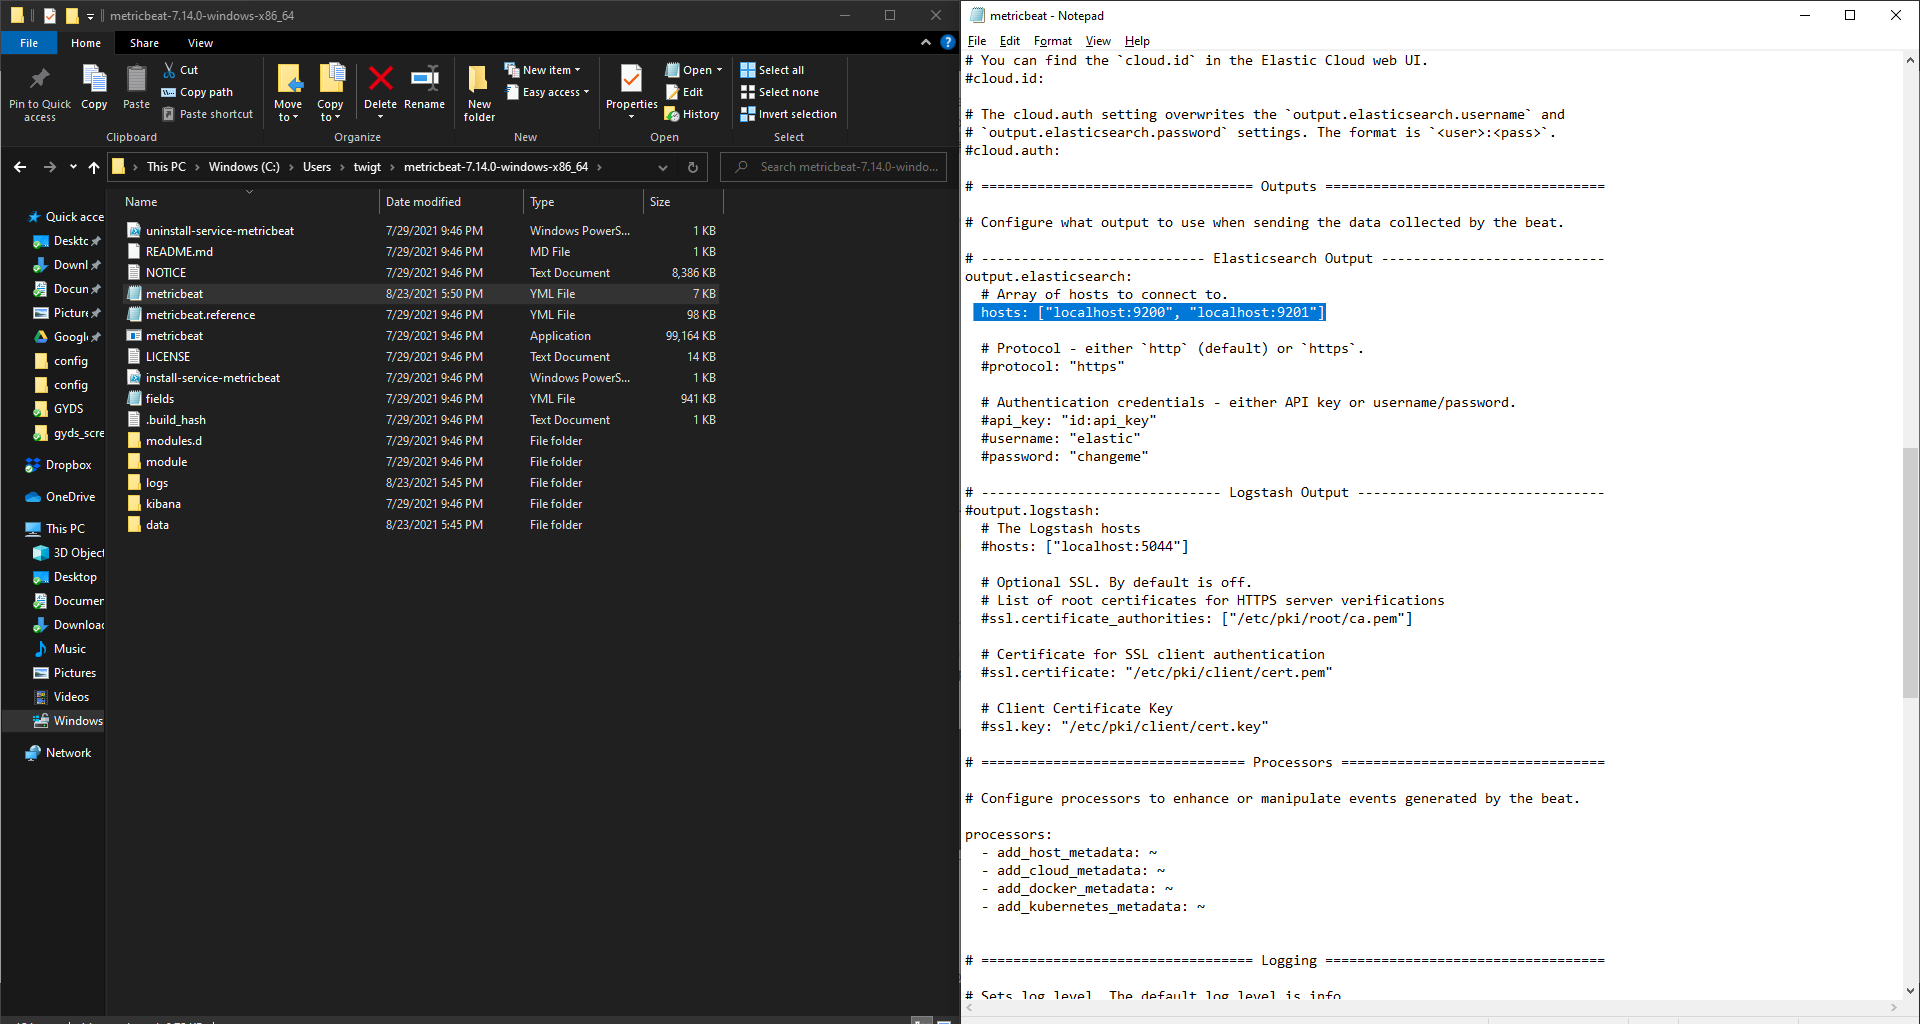 metricbeat-7.14.0-windows-x86_64
File Home Share View
Pin to Quick access
Copy
Paste
Cut
Copy path
Paste shortcut
Clipboard
Move to
Copy to
Delete
Rename
Organize
New folder
New item
Easy access
New
Properties
Open
Edit
History
Open
Select all
Select none
Invert selection
Select
This PC > Windows (C:) > Users > twigt > metricbeat-7.14.0-windows-x86_64 >
Search metricbeat-7.14.0-windo...
Quick acce
Deskto
Downl
Docun
Picture
Google
config
config
GYDS
gyds_scre
Dropbox
OneDrive
This PC
3D Object
Desktop
Documer
Downloac
Music
Pictures
Videos
Windows
Network
Name Date modified Type Size
uninstall-service-metricbeat 7/29/2021 9:46 PM Windows PowerS... 1 KB
README.md 7/29/2021 9:46 PM MD File 1 KB
NOTICE 7/29/2021 9:46 PM Text Document 8,386 KB
metricbeat 8/23/2021 5:50 PM YML File 7 KB
metricbeat.reference 7/29/2021 9:46 PM YML File 98 KB
metricbeat 7/29/2021 9:46 PM Application 99,164 KB
LICENSE 7/29/2021 9:46 PM Text Document 14 KB
install-service-metricbeat 7/29/2021 9:46 PM Windows PowerS... 1 KB
fields 7/29/2021 9:46 PM YML File 941 KB
.build_hash 7/29/2021 9:46 PM Text Document 1 KB
modules.d 7/29/2021 9:46 PM File folder
module 7/29/2021 9:46 PM File folder
logs 8/23/2021 5:45 PM File folder
kibana 7/29/2021 9:46 PM File folder
data 8/23/2021 5:45 PM File folder
metricbeat - Notepad
File Edit Format View Help
# You can find the `cloud.id` in the Elastic Cloud web UI.
#cloud.id:
# The cloud.auth setting overwrites the `output.elasticsearch.username` and
# `output.elasticsearch.password` settings. The format is `<user>:<pass>`.
#cloud.auth:
# ================================== Outputs ===================================
# Configure what output to use when sending the data collected by the beat.
# ---------------------------- Elasticsearch Output ----------------------------
output.elasticsearch:
# Array of hosts to connect to.
hosts: ["localhost:9200", "localhost:9201"]
# Protocol - either `http` (default) or `https`.
#protocol: "https"
# Authentication credentials - either API key or username/password.
#api_key: "id:api_key"
#username: "elastic"
#password: "changeme"
# ------------------------------ Logstash Output -------------------------------
#output.logstash:
# The Logstash hosts
#hosts: ["localhost:5044"]
# Optional SSL. By default is off.
# List of root certificates for HTTPS server verifications
#ssl.certificate_authorities: ["/etc/pki/root/ca.pem"]
# Certificate for SSL client authentication
#ssl.certificate: "/etc/pki/client/cert.pem"
# Client Certificate Key
#ssl.key: "/etc/pki/client/cert.key"
# ================================= Processors =================================
# Configure processors to enhance or manipulate events generated by the beat.
processors:
- add_host_metadata: ~
- add_cloud_metadata: ~
- add_docker_metadata: ~
- add_kubernetes_metadata: ~
# ================================== Logging ===================================
# Sets log level. The default log level is info.